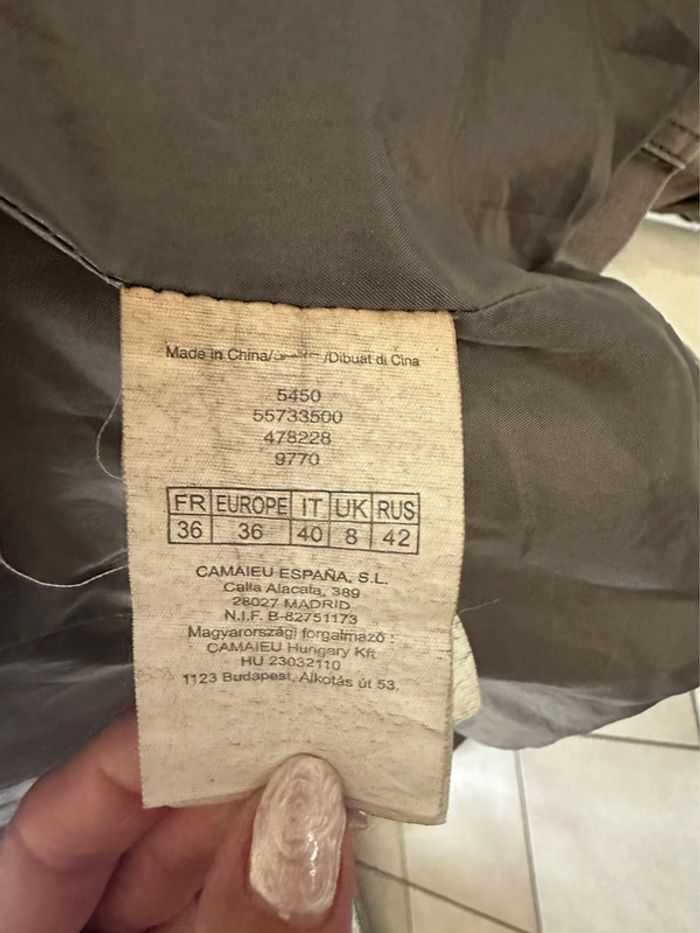 Made in China/ /Dibuat di Cina
5450
55733500
478228
9770
FR EUROPE IT UK RUS
36 36 40 8 42
CAMAIEU ESPAÑA, S.L.
Calla Alacala, 389
28027 MADRID
N.I.F. B-82751173
Magyarországi forgalmazó :
CAMAIEU Hungary Kft
HU 23032110
1123 Budapest, Alkotás út 53.